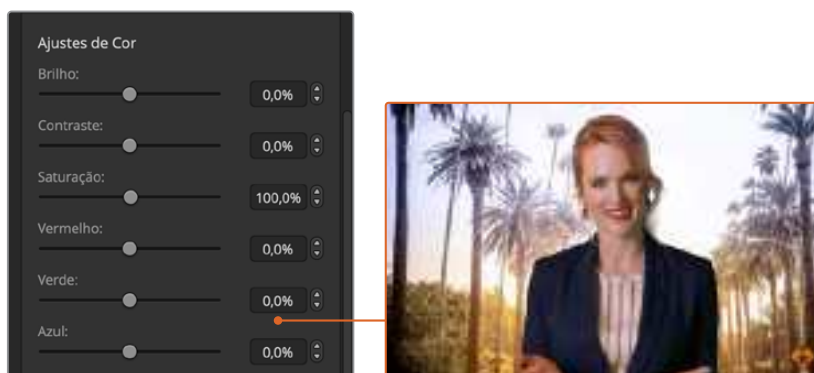 Ajustes de Cor
Brilho:
0,0%
Contraste:
0,0%
Saturação:
100,0%
Vermelho:
0,0%
Verde:
0,0%
Azul:
0,0%